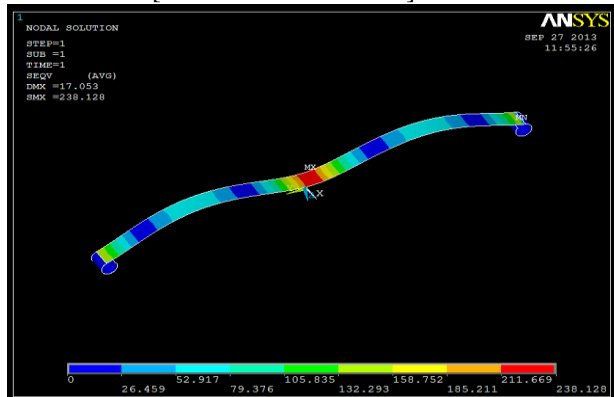 1
NODAL SOLUTION
STEP=1
SUB =1
TIME=1
SEQV (AVG)
DMX =17.053
SMX =238.128
ANSYS
SEP 27 2013
11:55:26
MN
MX
X
0 52.917 105.835 158.752 211.669
26.459 79.376 132.293 185.211 238.128